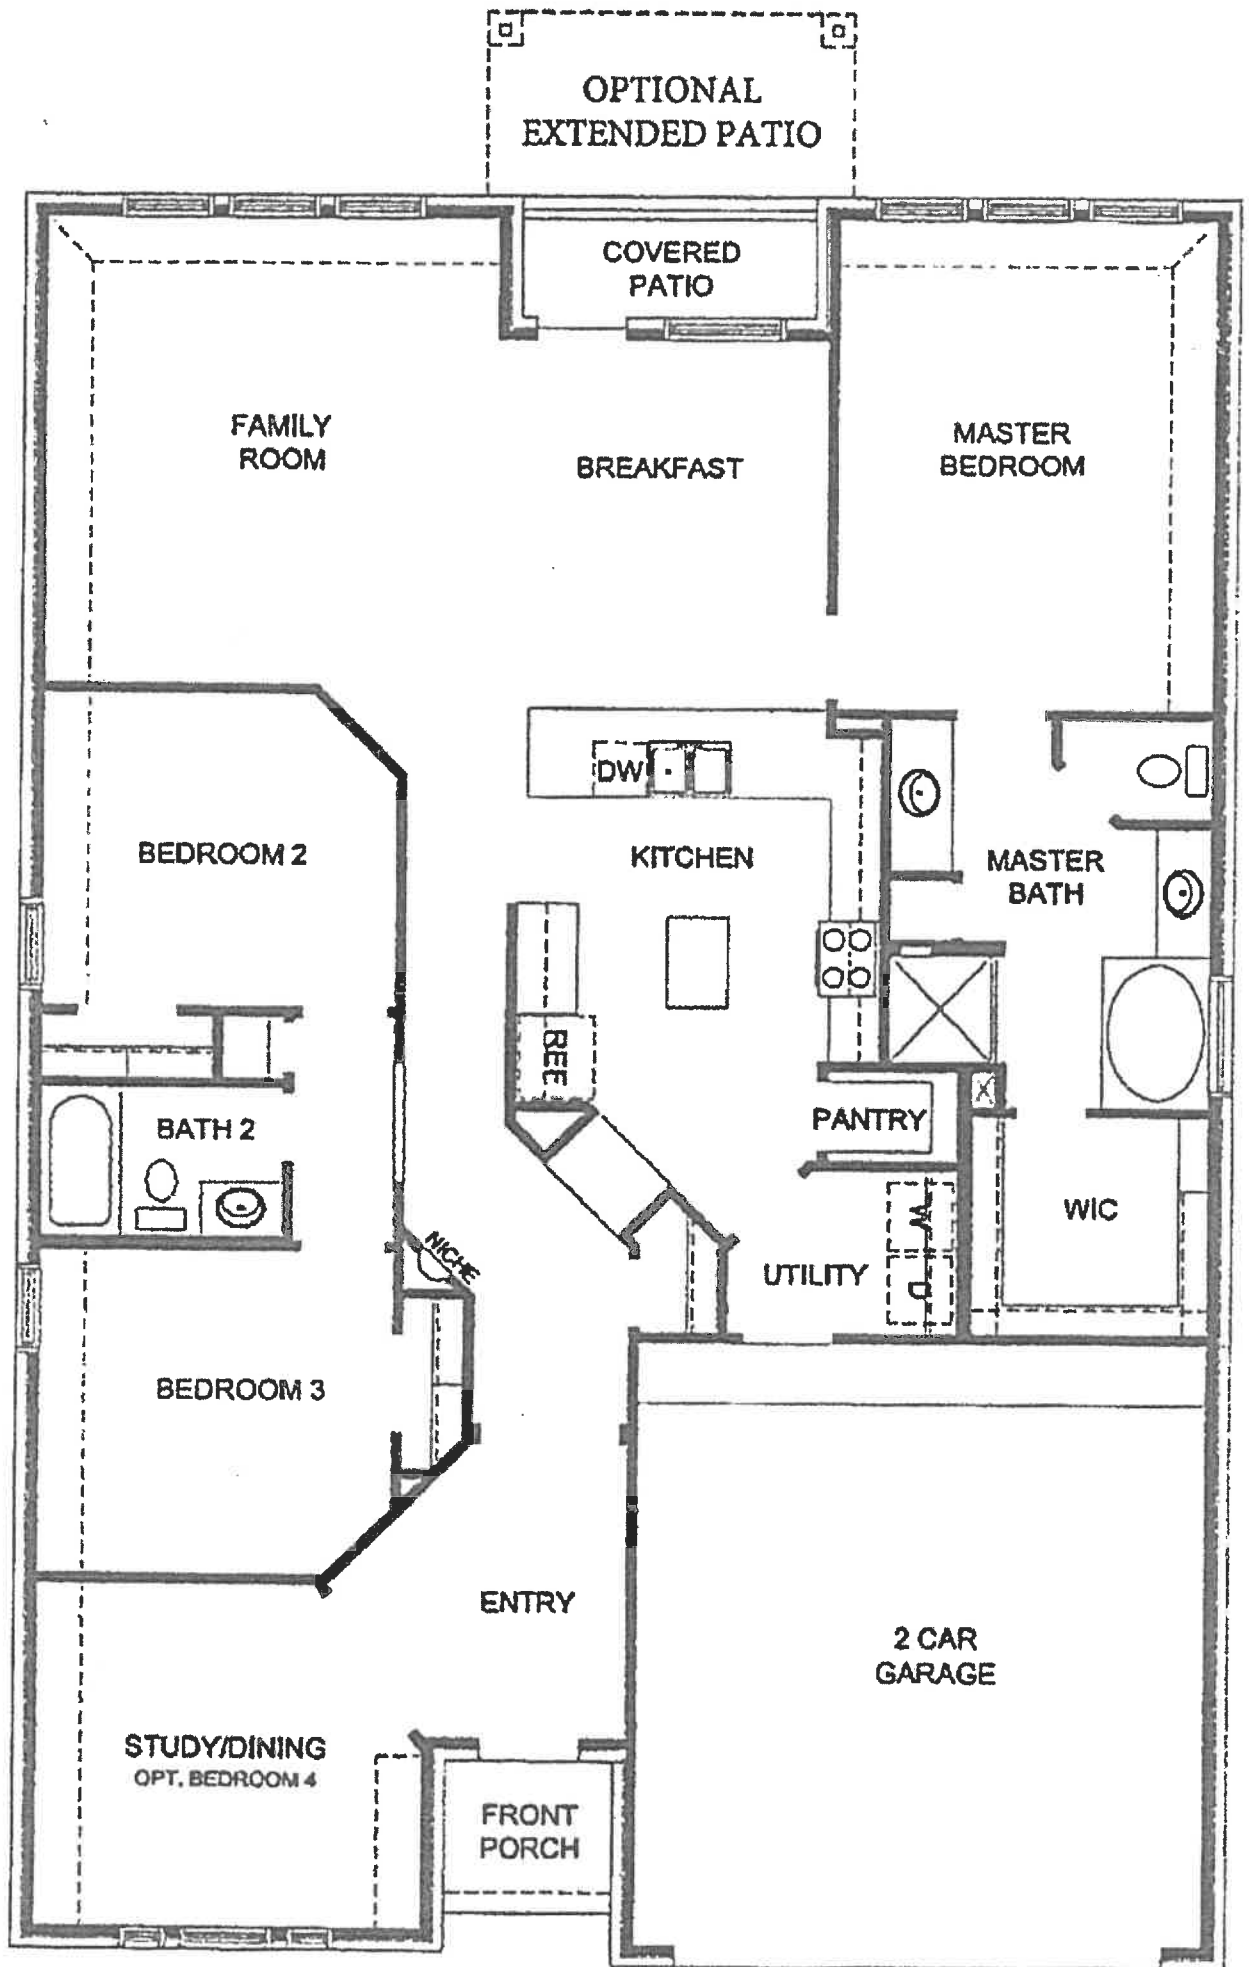 OPTIONAL
EXTENDED PATIO
COVERED
PATIO
FAMILY
ROOM
BREAKFAST
MASTER
BEDROOM
DW
BEDROOM 2
KITCHEN
MASTER
BATH
REF
BATH 2
PANTRY
W
D
WIC
NICHE
UTILITY
BEDROOM 3
ENTRY
2 CAR
GARAGE
STUDY/DINING
OPT. BEDROOM 4
FRONT
PORCH